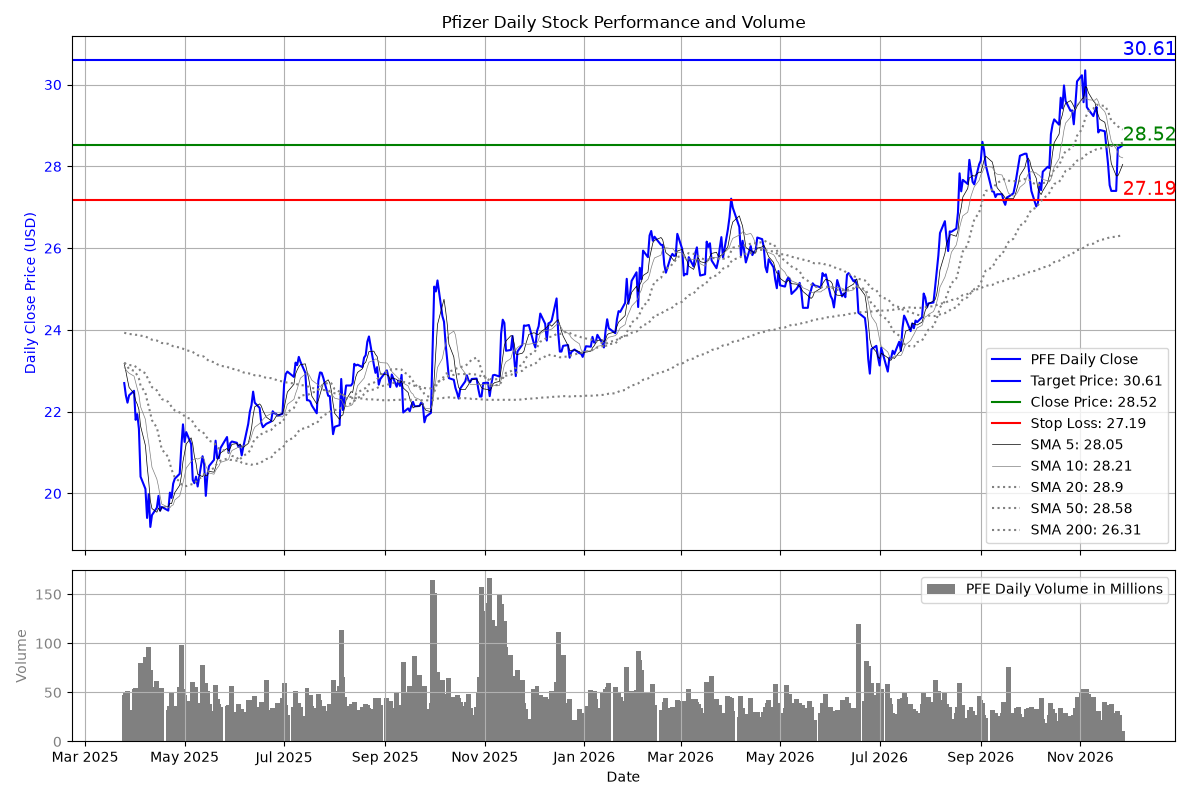 Pfizer Daily Stock Performance and Volume
30.61
30
28.52
28
27.19
26
24
22
20
Daily Close Price (USD)
PFE Daily Close
Target Price: 30.61
Close Price: 28.52
Stop Loss: 27.19
SMA 5: 28.05
SMA 10: 28.21
SMA 20: 28.9
SMA 50: 28.58
SMA 200: 26.31
PFE Daily Volume in Millions
150
100
50
0
Volume
Mar 2025 May 2025 Jul 2025 Sep 2025 Nov 2025 Jan 2026 Mar 2026 May 2026 Jul 2026 Sep 2026 Nov 2026
Date